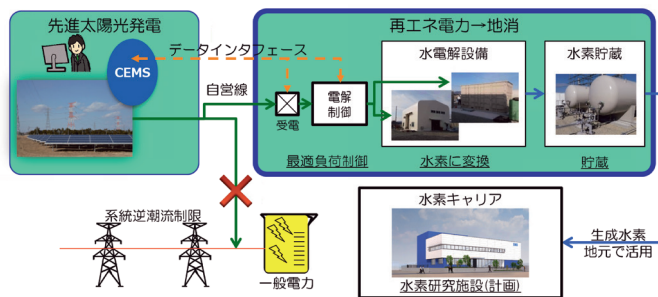 先進太陽光発電
CEMS
データインタフェース
自営線
再エネ電力→地消
受電
電解
制御
水電解設備
水素貯蔵
最適負荷制御
水素に変換
貯蔵
系統逆潮流制限
一般電力
水素キャリア
水素研究施設(計画)
生成水素
地元で活用